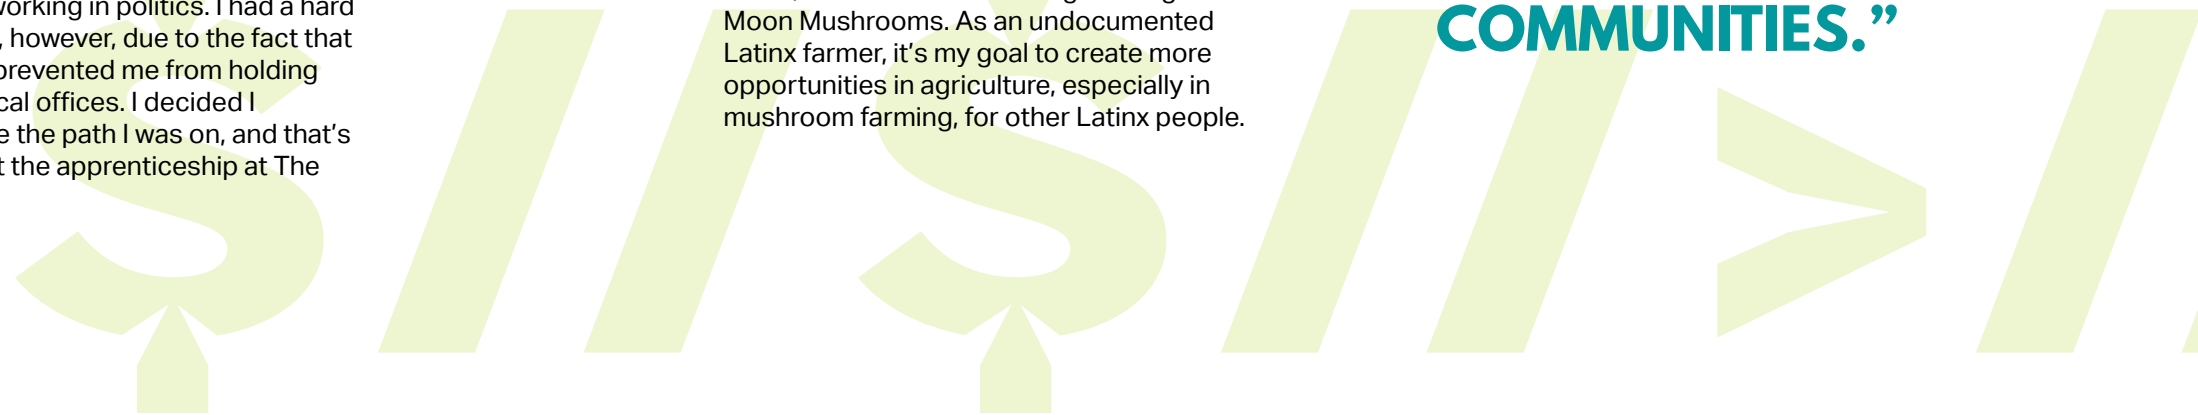 working in politics. I had a hard
, however, due to the fact that
prevented me from holding
cal offices. I decided I
e the path I was on, and that's
t the apprenticeship at The
Moon Mushrooms. As an undocumented
Latinx farmer, it's my goal to create more
opportunities in agriculture, especially in
mushroom farming, for other Latinx people.
COMMUNITIES.”